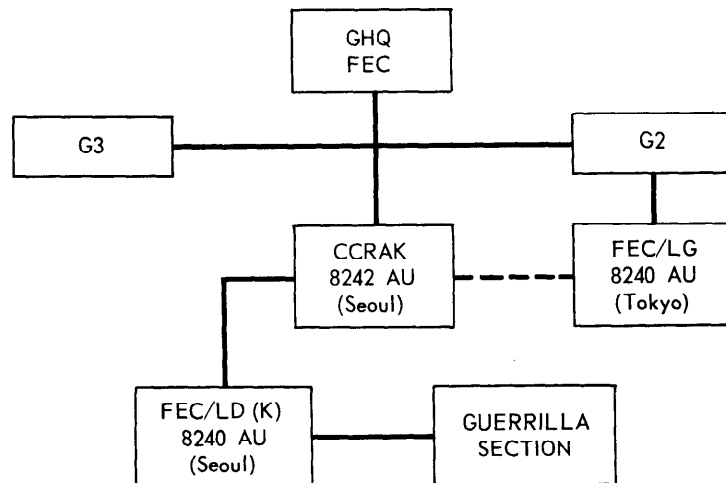 GHQ
FEC
G3
G2
CCRAK
8242 AU
(Seoul)
FEC/LG
8240 AU
(Tokyo)
FEC/LD (K)
8240 AU
(Seoul)
GUERRILLA
SECTION